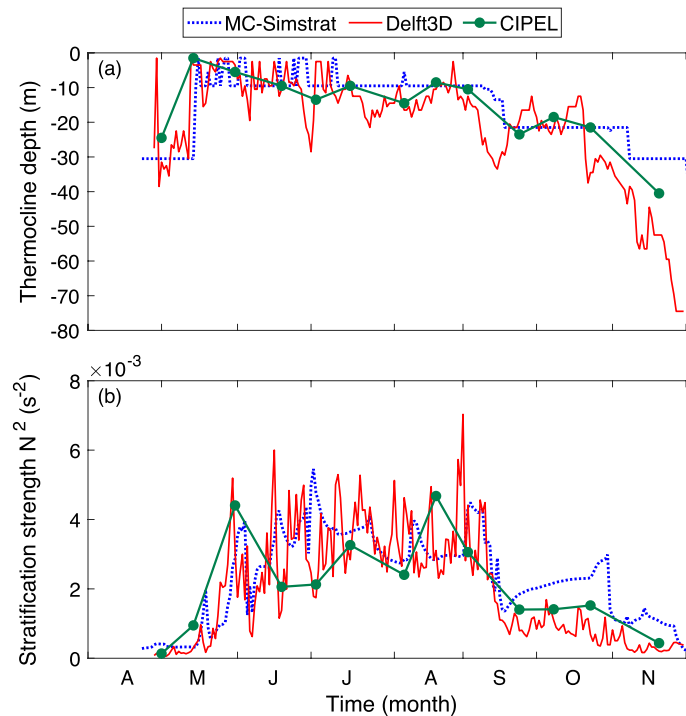 MC-Simstrat Delft3D CIPEL
(a)
Thermocline depth (m)
0
-10
-20
-30
-40
-50
-60
-70
-80
(b)
×10⁻³
Stratification strength N² (s⁻²)
8
6
4
2
0
A M J J A S O N
Time (month)